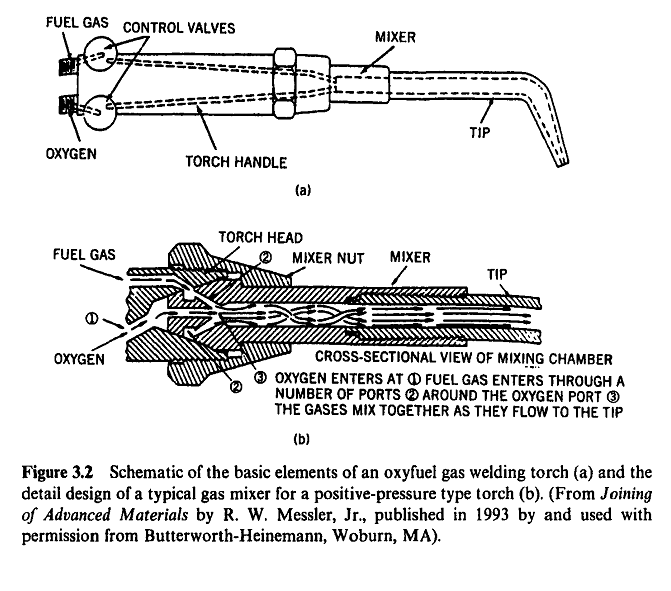 FUEL GAS
CONTROL VALVES
MIXER
OXYGEN
TORCH HANDLE
TIP
(a)
TORCH HEAD
②
FUEL GAS
MIXER NUT
MIXER
TIP
①
OXYGEN
②
③
CROSS-SECTIONAL VIEW OF MIXING CHAMBER
OXYGEN ENTERS AT ① FUEL GAS ENTERS THROUGH A
NUMBER OF PORTS ② AROUND THE OXYGEN PORT ③
THE GASES MIX TOGETHER AS THEY FLOW TO THE TIP
(b)
Figure 3.2 Schematic of the basic elements of an oxyfuel gas welding torch (a) and the
detail design of a typical gas mixer for a positive-pressure type torch (b). (From Joining
of Advanced Materials by R. W. Messler, Jr., published in 1993 by and used with
permission from Butterworth-Heinemann, Woburn, MA).